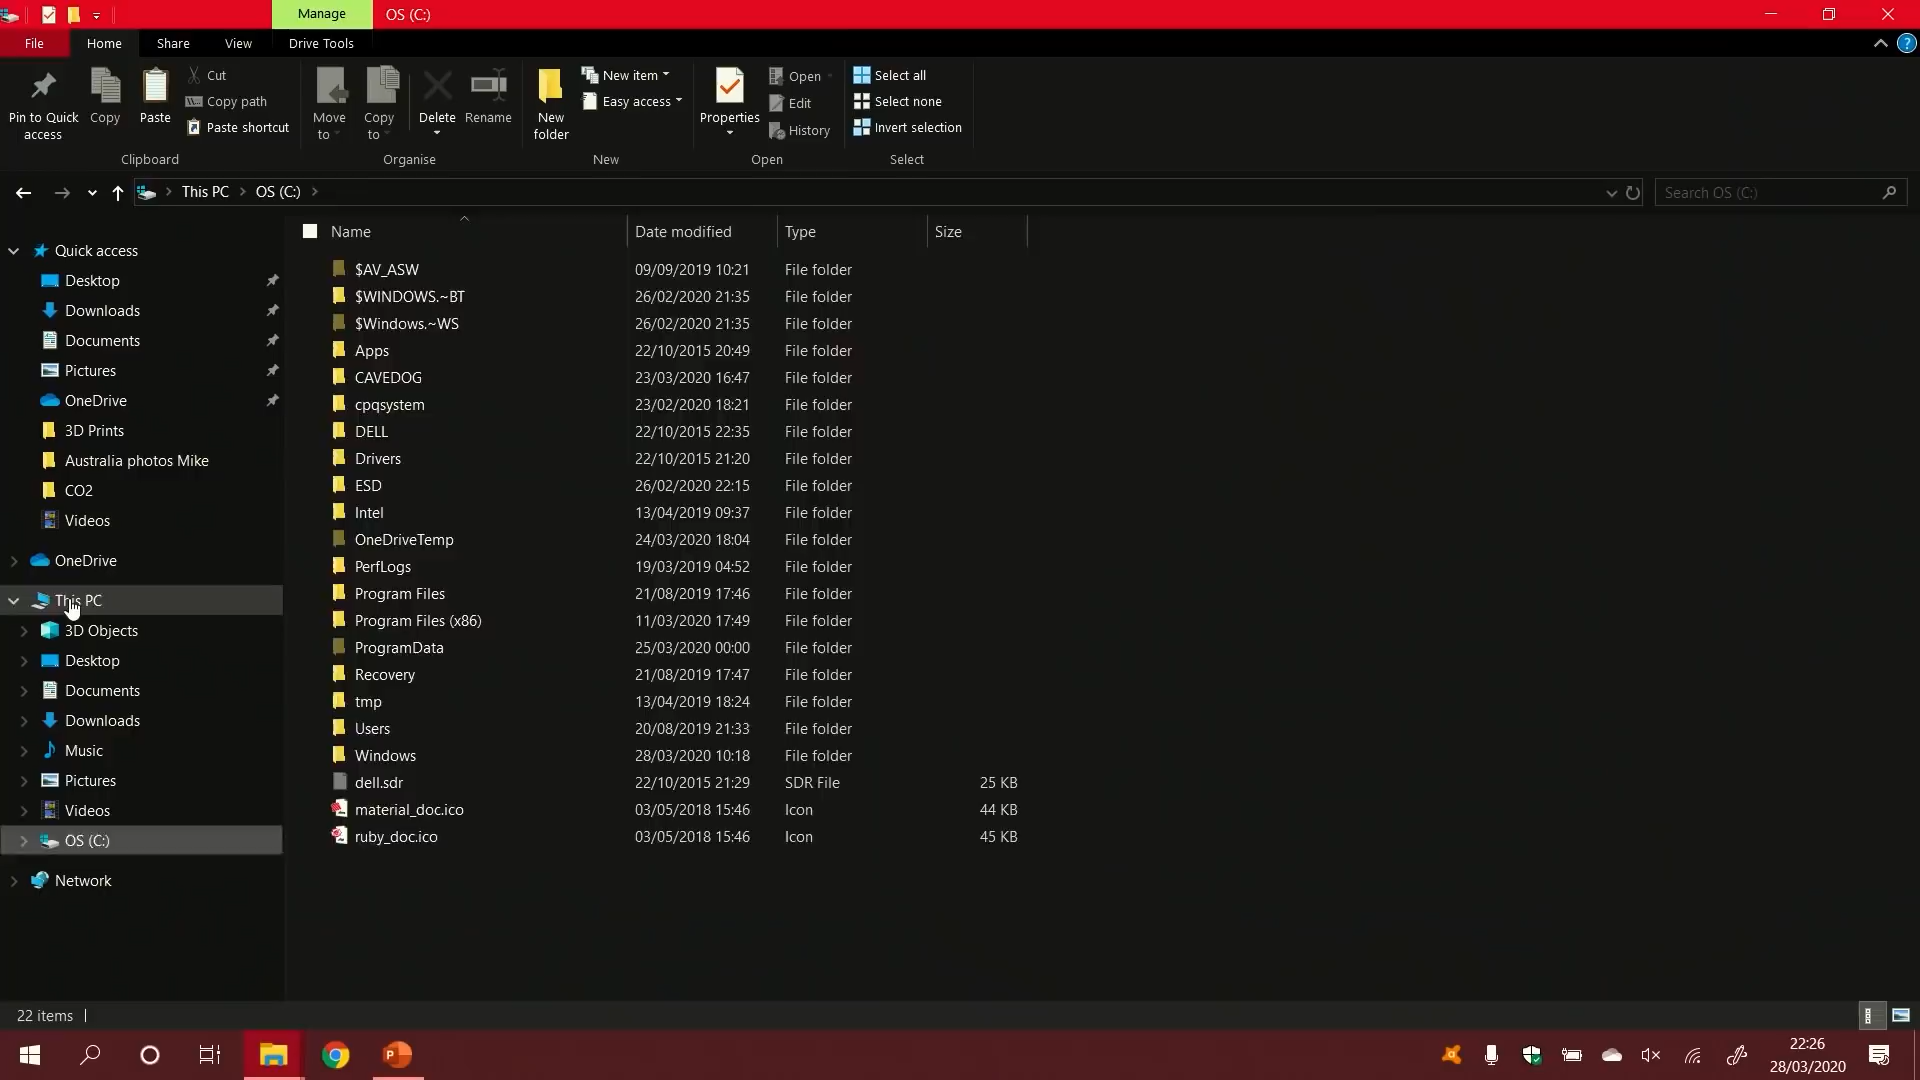 Manage
OS (C:)
File
Home
Share
View
Drive Tools
Pin to Quick access
Copy
Paste
Cut
Copy path
Paste shortcut
Clipboard
Move to
Copy to
Delete
Rename
Organise
New folder
New item
Easy access
New
Properties
Open
Edit
History
Open
Select all
Select none
Invert selection
Select
This PC
OS (C:)
Search OS (C:)
Quick access
Desktop
Downloads
Documents
Pictures
OneDrive
3D Prints
Australia photos Mike
CO2
Videos
OneDrive
This PC
3D Objects
Desktop
Documents
Downloads
Music
Pictures
Videos
OS (C:)
Network
Name Date modified Type Size
$AV_ASW 09/09/2019 10:21 File folder
$WINDOWS.~BT 26/02/2020 21:35 File folder
$Windows.~WS 26/02/2020 21:35 File folder
Apps 22/10/2015 20:49 File folder
CAVEDOG 23/03/2020 16:47 File folder
cpqsystem 23/02/2020 18:21 File folder
DELL 22/10/2015 22:35 File folder
Drivers 22/10/2015 21:20 File folder
ESD 26/02/2020 22:15 File folder
Intel 13/04/2019 09:37 File folder
OneDriveTemp 24/03/2020 18:04 File folder
PerfLogs 19/03/2019 04:52 File folder
Program Files 21/08/2019 17:46 File folder
Program Files (x86) 11/03/2020 17:49 File folder
ProgramData 25/03/2020 00:00 File folder
Recovery 21/08/2019 17:47 File folder
tmp 13/04/2019 18:24 File folder
Users 20/08/2019 21:33 File folder
Windows 28/03/2020 10:18 File folder
dell.sdr 22/10/2015 21:29 SDR File 25 KB
material_doc.ico 03/05/2018 15:46 Icon 44 KB
ruby_doc.ico 03/05/2018 15:46 Icon 45 KB
22 items
22:26
28/03/2020